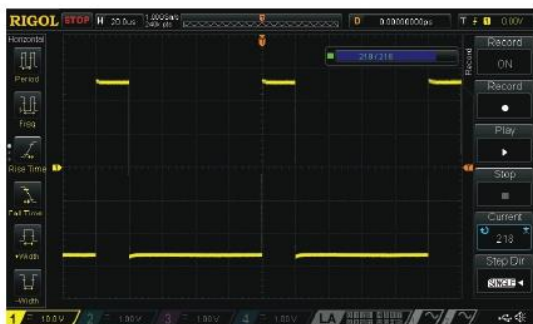 RIGOL STOP H 20.0us 1.00GSa/s 240k pts D 0.00000000ps T 1 0.00V
Horizontal
Period
Freq
Rise Time
Fall Time
+Width
-Width
218/218
Record
Record
ON
Record
Play
Stop
Current
218
Step Dir
SINGLE
1 = 10.0V 2 = 1.00V 3 = 1.00V 4 = 1.00V LA